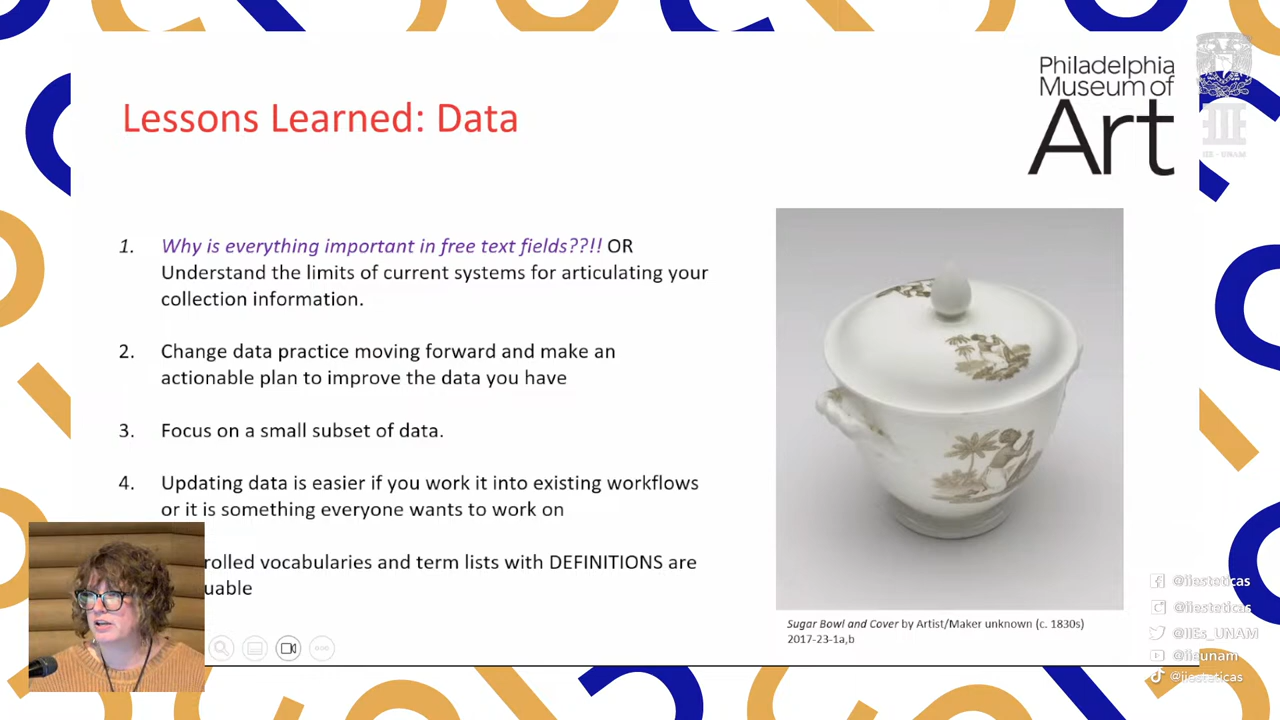 Philadelphia
Museum of
Art
Lessons Learned: Data
1. Why is everything important in free text fields??!! OR
Understand the limits of current systems for articulating your
collection information.
2. Change data practice moving forward and make an
actionable plan to improve the data you have
3. Focus on a small subset of data.
4. Updating data is easier if you work it into existing workflows
or it is something everyone wants to work on
rolled vocabularies and term lists with DEFINITIONS are
uable
Sugar Bowl and Cover by Artist/Maker unknown (c. 1830s)
2017-23-1a,b
IIE - UNAM
@iiesteticas
@iiesteticas
@IIEs_UNAM
@iieunam
@iiesteticas